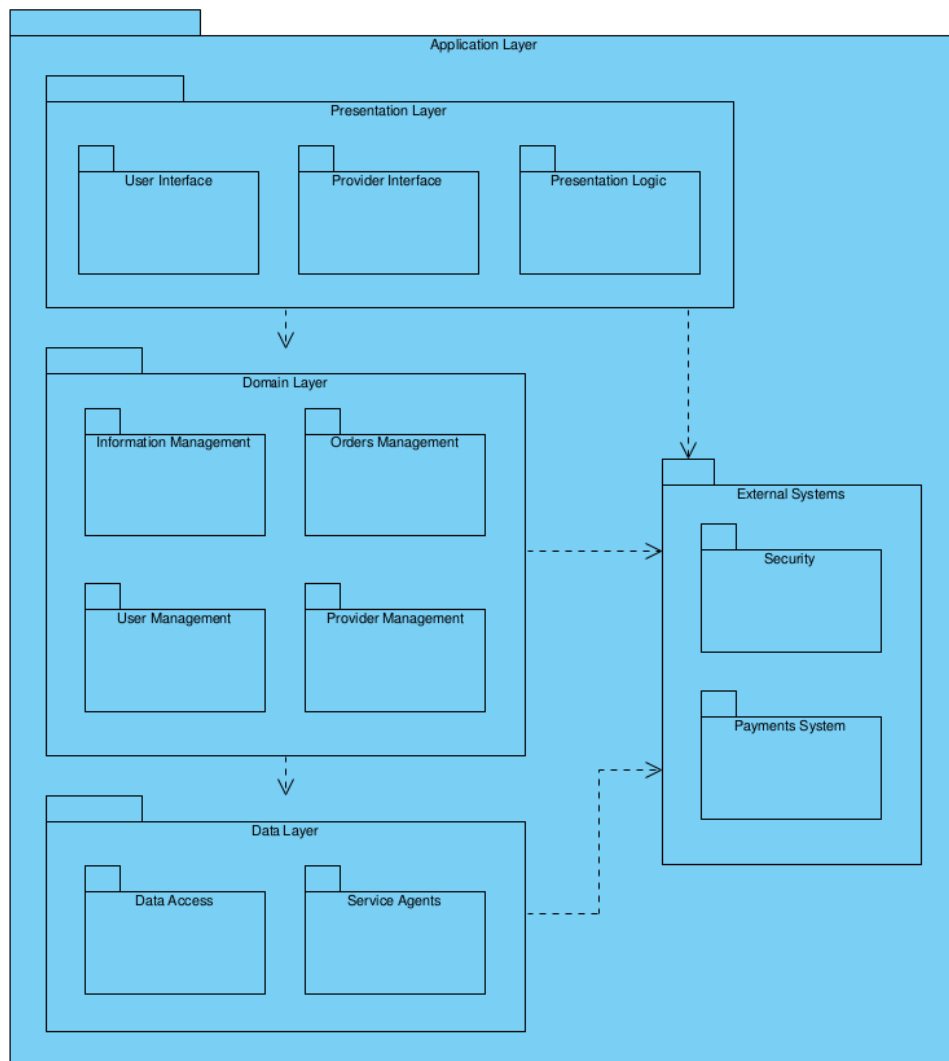 Application Layer
Presentation Layer
User Interface
Provider Interface
Presentation Logic
Domain Layer
Information Management
Orders Management
User Management
Provider Management
External Systems
Security
Payments System
Data Layer
Data Access
Service Agents